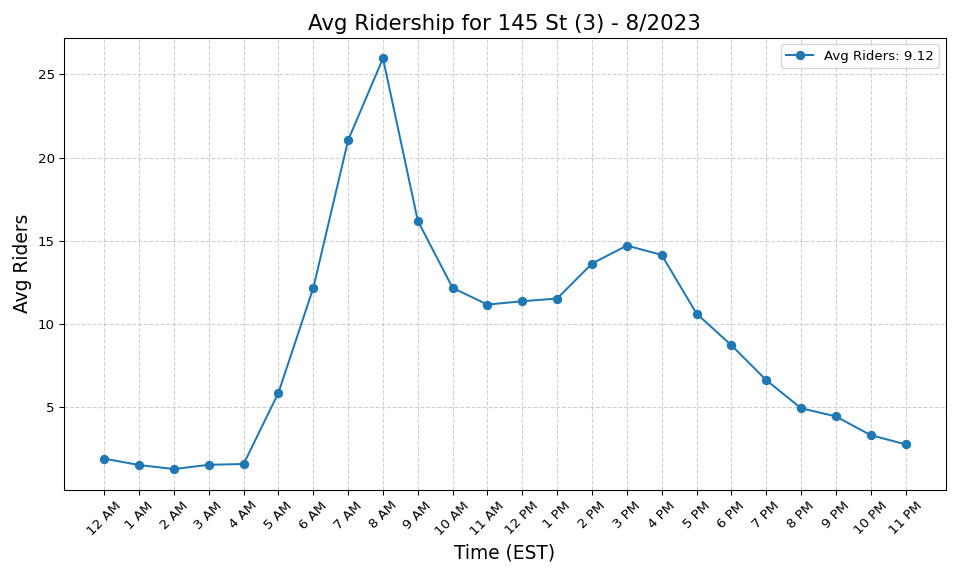 Avg Ridership for 145 St (3) - 8/2023
Avg Riders: 9.12
Avg Riders
25
20
15
10
5
12 AM
1 AM
2 AM
3 AM
4 AM
5 AM
6 AM
7 AM
8 AM
9 AM
10 AM
11 AM
12 PM
1 PM
2 PM
3 PM
4 PM
5 PM
6 PM
7 PM
8 PM
9 PM
10 PM
11 PM
Time (EST)